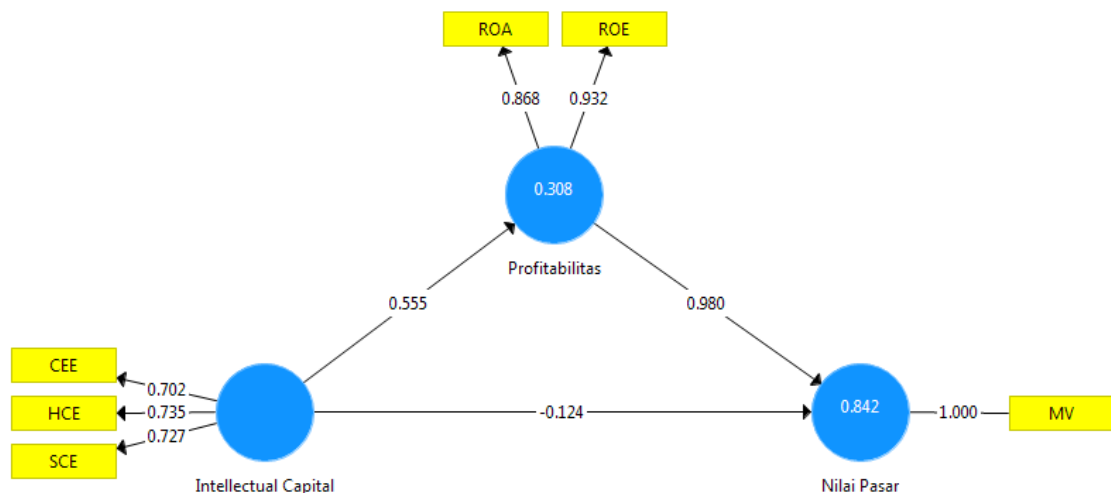 ROA
ROE
0.868
0.932
0.308
Profitabilitas
0.555
0.980
CEE
HCE
SCE
0.702
0.735
0.727
Intellectual Capital
-0.124
0.842
Nilai Pasar
1.000
MV